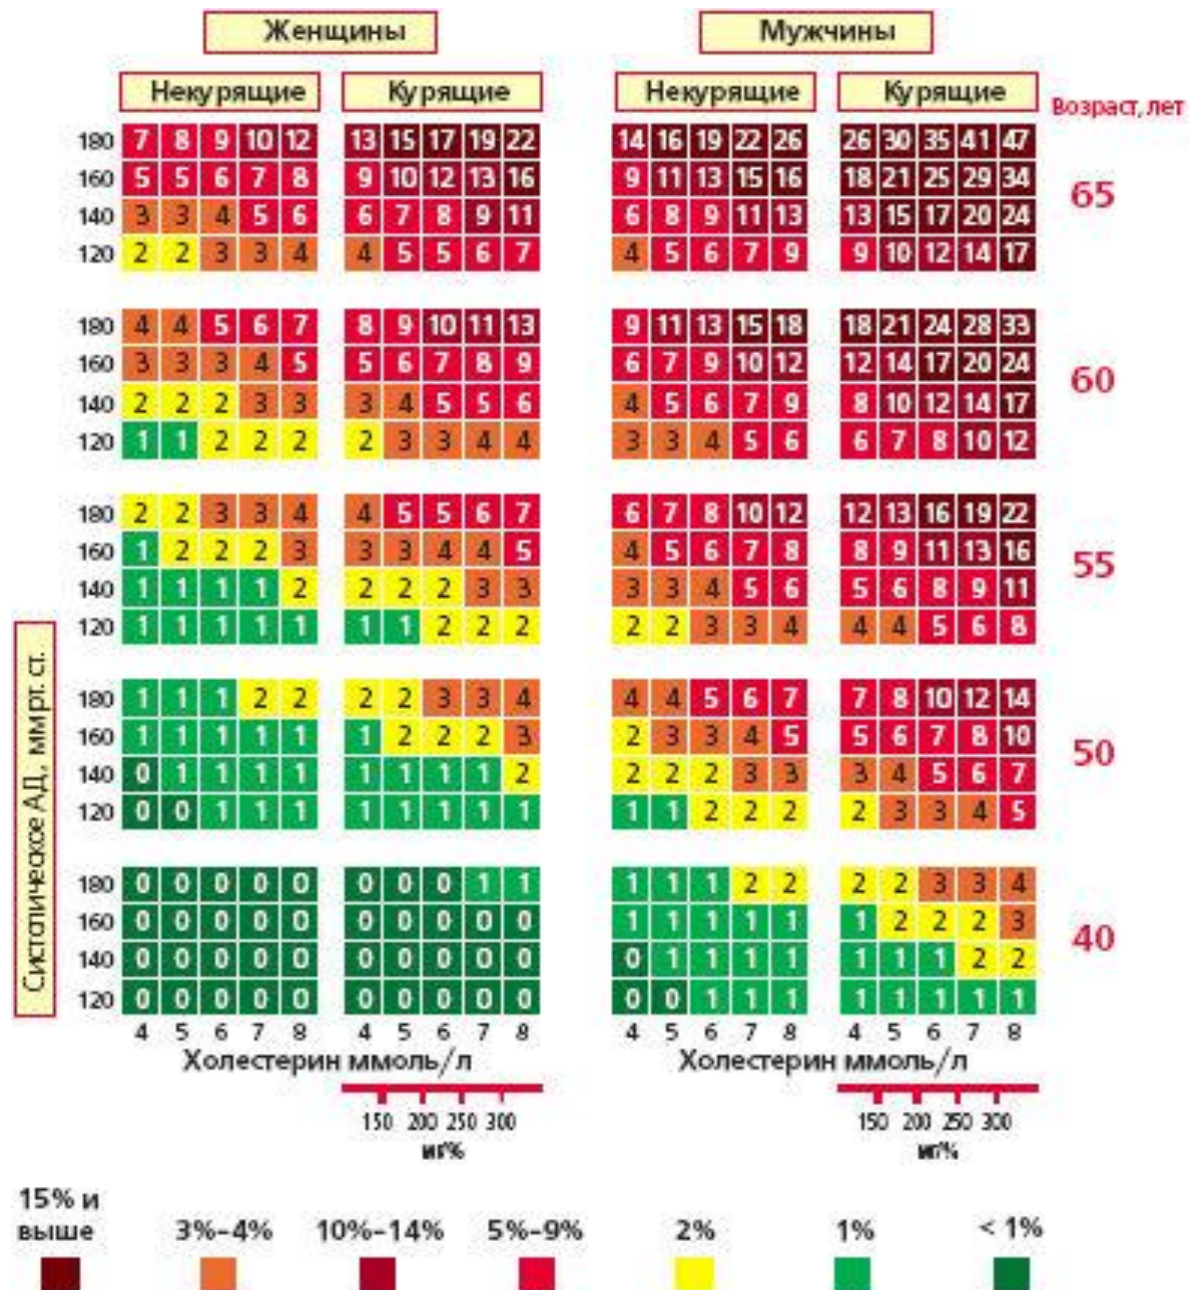 Женщины Мужчины
Некурящие Курящие Некурящие Курящие
Возраст, лет
180 7 8 9 10 12 13 15 17 19 22 14 16 19 22 26 26 30 35 41 47
160 5 5 6 7 8 9 10 12 13 16 9 11 13 15 16 18 21 25 29 34
65
140 3 3 4 5 6 6 7 8 9 11 6 8 9 11 13 13 15 17 20 24
120 2 2 3 3 4 4 5 5 6 7 4 5 6 7 9 9 10 12 14 17
180 4 4 5 6 7 8 9 10 11 13 9 11 13 15 18 18 21 24 28 33
160 3 3 3 4 5 5 6 7 8 9 6 7 9 10 12 12 14 17 20 24
60
140 2 2 2 3 3 3 4 5 5 6 4 5 6 7 9 8 10 12 14 17
120 1 1 2 2 2 2 3 3 4 4 3 3 4 5 6 6 7 8 10 12
180 2 2 3 3 4 4 5 5 6 7 6 7 8 10 12 12 13 16 19 22
160 1 2 2 2 3 3 3 4 4 5 4 5 6 7 8 8 9 11 13 16
55
140 1 1 1 1 2 2 2 2 3 3 3 3 4 5 6 5 6 8 9 11
120 1 1 1 1 1 1 1 2 2 2 2 2 3 3 4 4 4 5 6 8
180 1 1 1 2 2 2 2 3 3 4 4 4 5 6 7 7 8 10 12 14
160 1 1 1 1 1 1 2 2 2 3 2 3 3 4 5 5 6 7 8 10
50
140 0 1 1 1 1 1 1 1 1 2 2 2 2 3 3 3 4 5 6 7
120 0 0 1 1 1 1 1 1 1 1 1 1 2 2 2 2 3 3 4 5
180 0 0 0 0 0 0 0 0 1 1 1 1 1 2 2 2 2 3 3 4
160 0 0 0 0 0 0 0 0 0 0 1 1 1 1 1 1 2 2 2 3
40
140 0 0 0 0 0 0 0 0 0 0 0 1 1 1 1 1 1 1 2 2
120 0 0 0 0 0 0 0 0 0 0 0 0 1 1 1 1 1 1 1 1
Систалическое АД, ммрт. ст.
4 5 6 7 8 4 5 6 7 8 4 5 6 7 8 4 5 6 7 8
Холестерин ммоль/л Холестерин ммоль/л
150 200 250 300 150 200 250 300
мг% мг%
15% и
выше 3%–4% 10%–14% 5%–9% 2% 1% < 1%